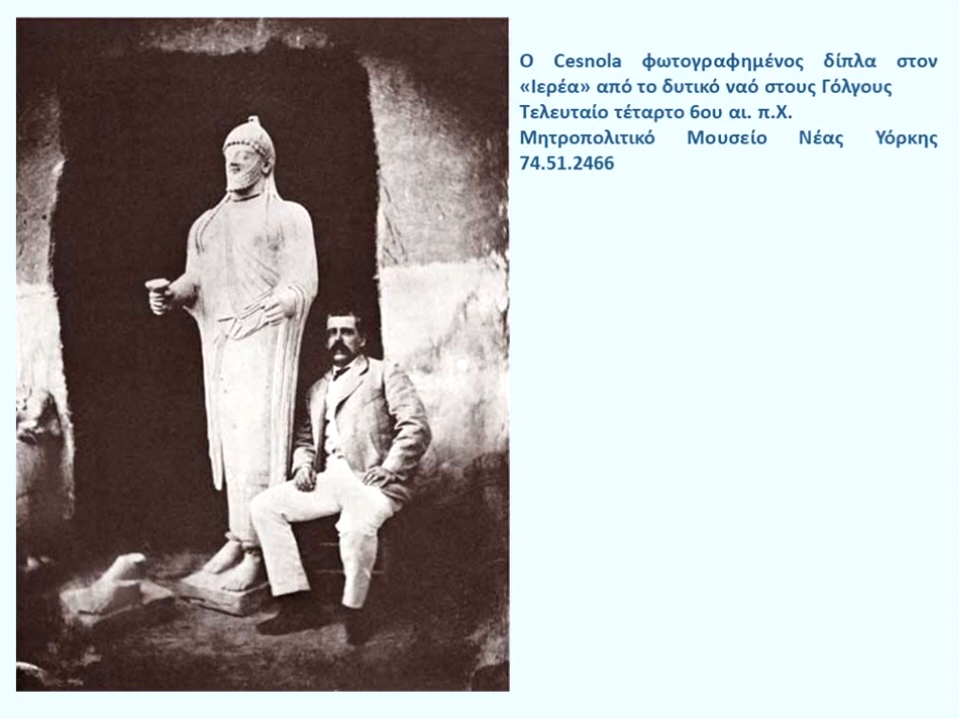 Ο Cesnola φωτογραφημένος δίπλα στον
«Ιερέα» από το δυτικό ναό στους Γόλγους
Τελευταίο τέταρτο 6ου αι. π.Χ.
Μητροπολιτικό Μουσείο Νέας Υόρκης
74.51.2466